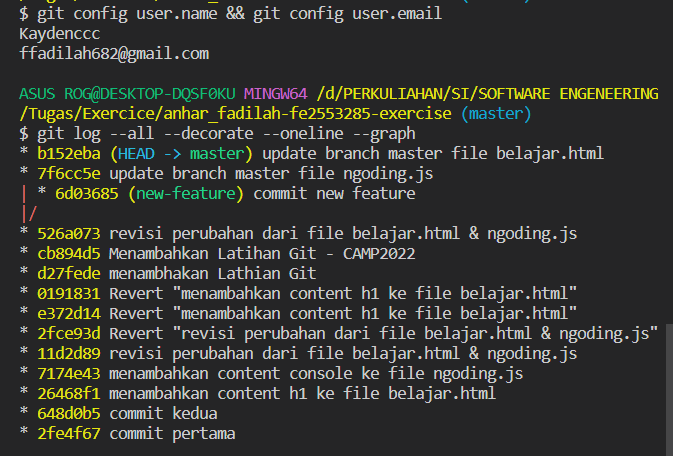 $ git config user.name && git config user.email
Kaydenccc
ffadilah682@gmail.com
ASUS ROG@DESKTOP-DQSF0KU MINGW64 /d/PERKULIAHAN/SI/SOFTWARE ENGENEERING
/Tugas/Exercice/anhar_fadilah-fe2553285-exercise (master)
$ git log --all --decorate --oneline --graph
* b152eba (HEAD -> master) update branch master file belajar.html
* 7f6cc5e update branch master file ngoding.js
| * 6d03685 (new-feature) commit new feature
|/
* 526a073 revisi perubahan dari file belajar.html & ngoding.js
* cb894d5 Menambahkan Latihan Git - CAMP2022
* d27fede menambhakan Lathian Git
* 0191831 Revert "menambahkan content h1 ke file belajar.html"
* e372d14 Revert "menambahkan content h1 ke file belajar.html"
* 2fce93d Revert "revisi perubahan dari file belajar.html & ngoding.js"
* 11d2d89 revisi perubahan dari file belajar.html & ngoding.js
* 7174e43 menambahkan content console ke file ngoding.js
* 26468f1 menambahkan content h1 ke file belajar.html
* 648d0b5 commit kedua
* 2fe4f67 commit pertama